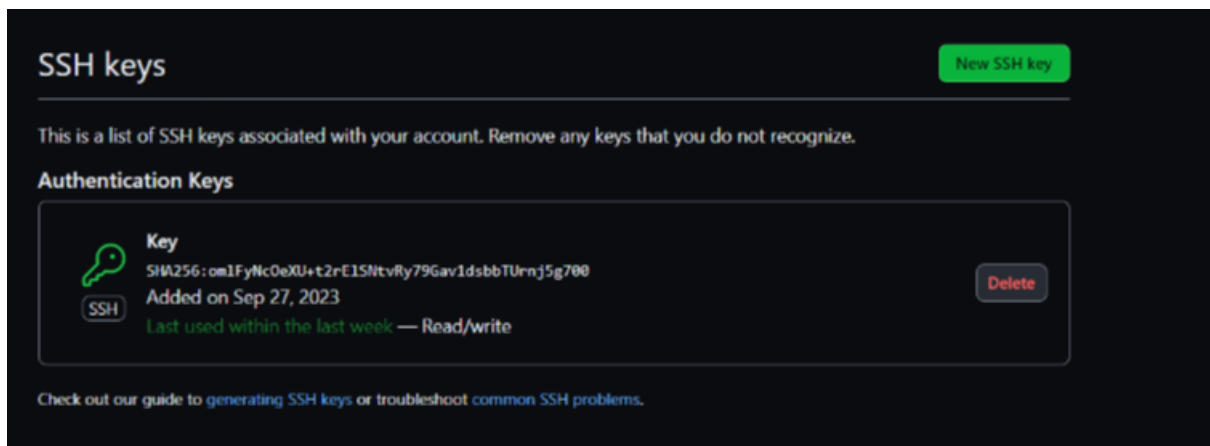 SSH keys
New SSH key
This is a list of SSH keys associated with your account. Remove any keys that you do not recognize.
Authentication Keys
Key
SHA256:om1FyNcOeXU+t2rE1SNtvRy79Gav1dsbbTUrnj5g700
SSH
Added on Sep 27, 2023
Last used within the last week — Read/write
Delete
Check out our guide to generating SSH keys or troubleshoot common SSH problems.